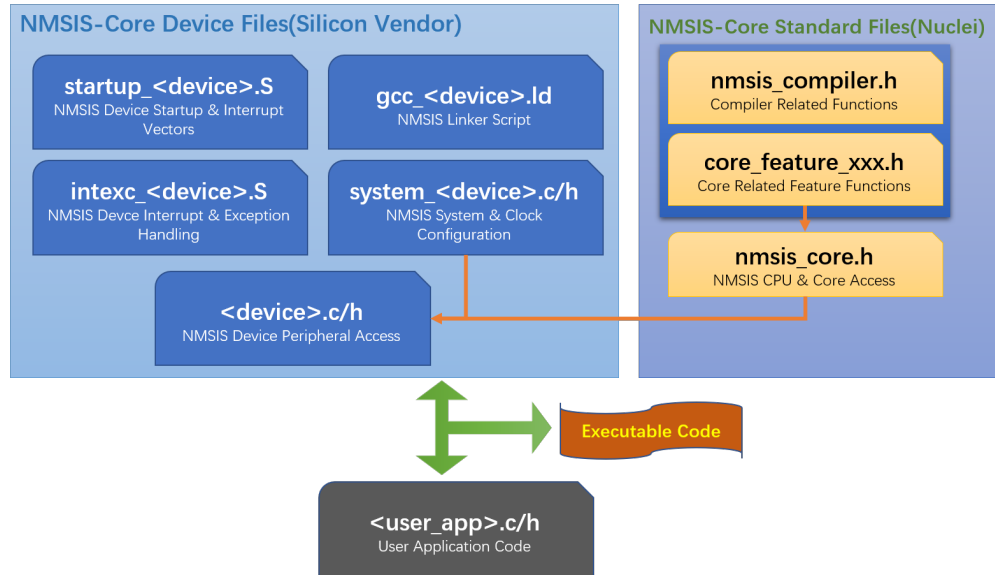 NMSIS-Core Device Files(Silicon Vendor)
startup_<device>.S
NMSIS Device Startup & Interrupt
Vectors
gcc_<device>.ld
NMSIS Linker Script
intexc_<device>.S
NMSIS Devce Interrupt & Exception
Handling
system_<device>.c/h
NMSIS System & Clock
Configuration
<device>.c/h
NMSIS Device Peripheral Access
NMSIS-Core Standard Files(Nuclei)
nmsis_compiler.h
Compiler Related Functions
core_feature_xxx.h
Core Related Feature Functions
nmsis_core.h
NMSIS CPU & Core Access
Executable Code
<user_app>.c/h
User Application Code